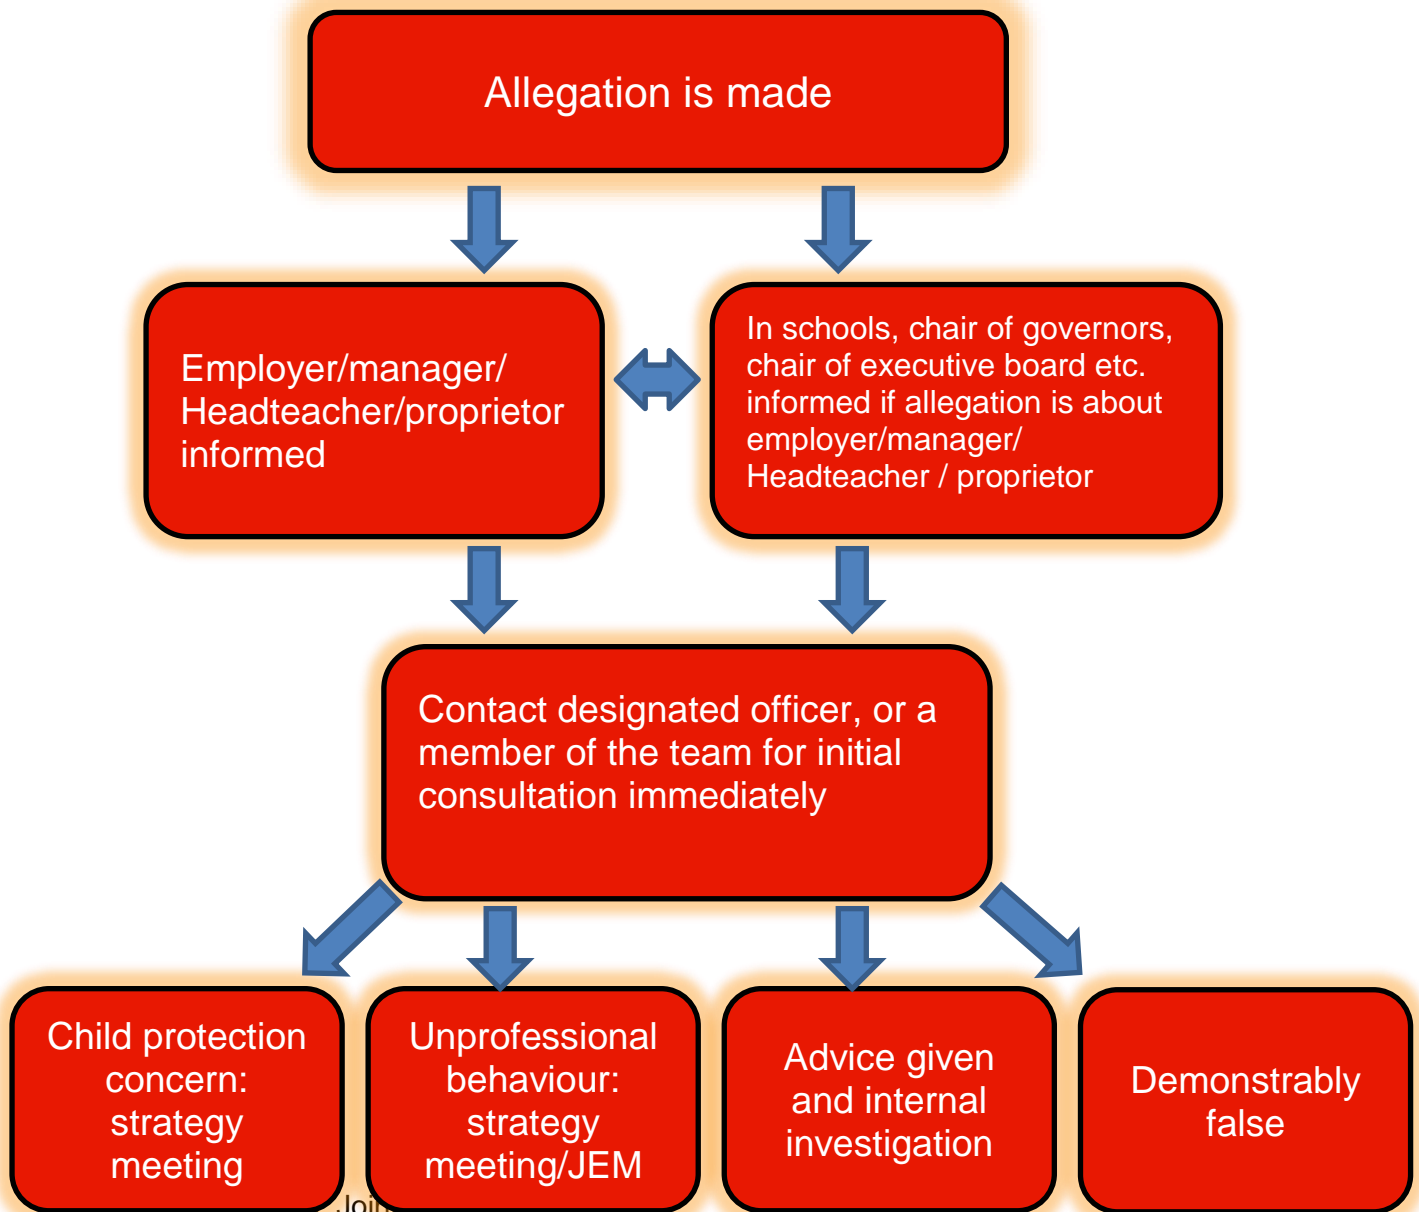 Allegation is made
Employer/manager/
Headteacher/proprietor
informed
In schools, chair of governors,
chair of executive board etc.
informed if allegation is about
employer/manager/
Headteacher / proprietor
Contact designated officer, or a
member of the team for initial
consultation immediately
Child protection
concern:
strategy
meeting
Unprofessional
behaviour:
strategy
meeting/JEM
Advice given
and internal
investigation
Demonstrably
false